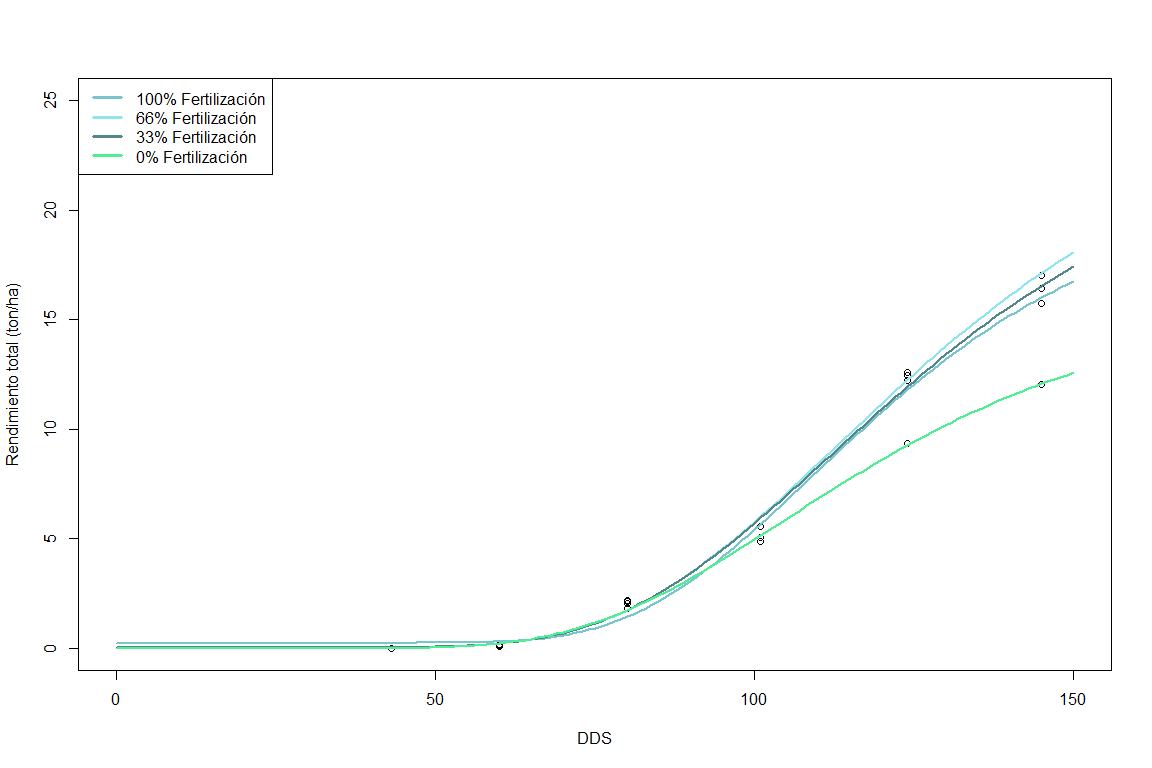 100% Fertilización
66% Fertilización
33% Fertilización
0% Fertilización
25
20
15
10
5
0
Rendimiento total (ton/ha)
0 50 100 150
DDS